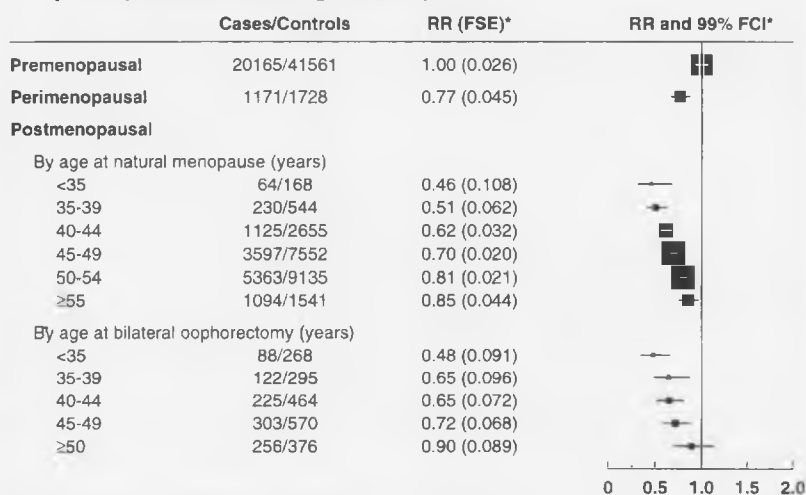 Cases/Controls RR (FSE)* RR and 99% FCI*
Premenopausal 20165/41561 1.00 (0.026)
Perimenopausal 1171/1728 0.77 (0.045)
Postmenopausal
By age at natural menopause (years)
<35 64/168 0.46 (0.108)
35-39 230/544 0.51 (0.062)
40-44 1125/2655 0.62 (0.032)
45-49 3597/7552 0.70 (0.020)
50-54 5363/9135 0.81 (0.021)
≥55 1094/1541 0.85 (0.044)
By age at bilateral oophorectomy (years)
<35 88/268 0.48 (0.091)
35-39 122/295 0.65 (0.096)
40-44 225/464 0.65 (0.072)
45-49 303/570 0.72 (0.068)
≥50 256/376 0.90 (0.089)
0 0.5 1.0 1.5 2.0